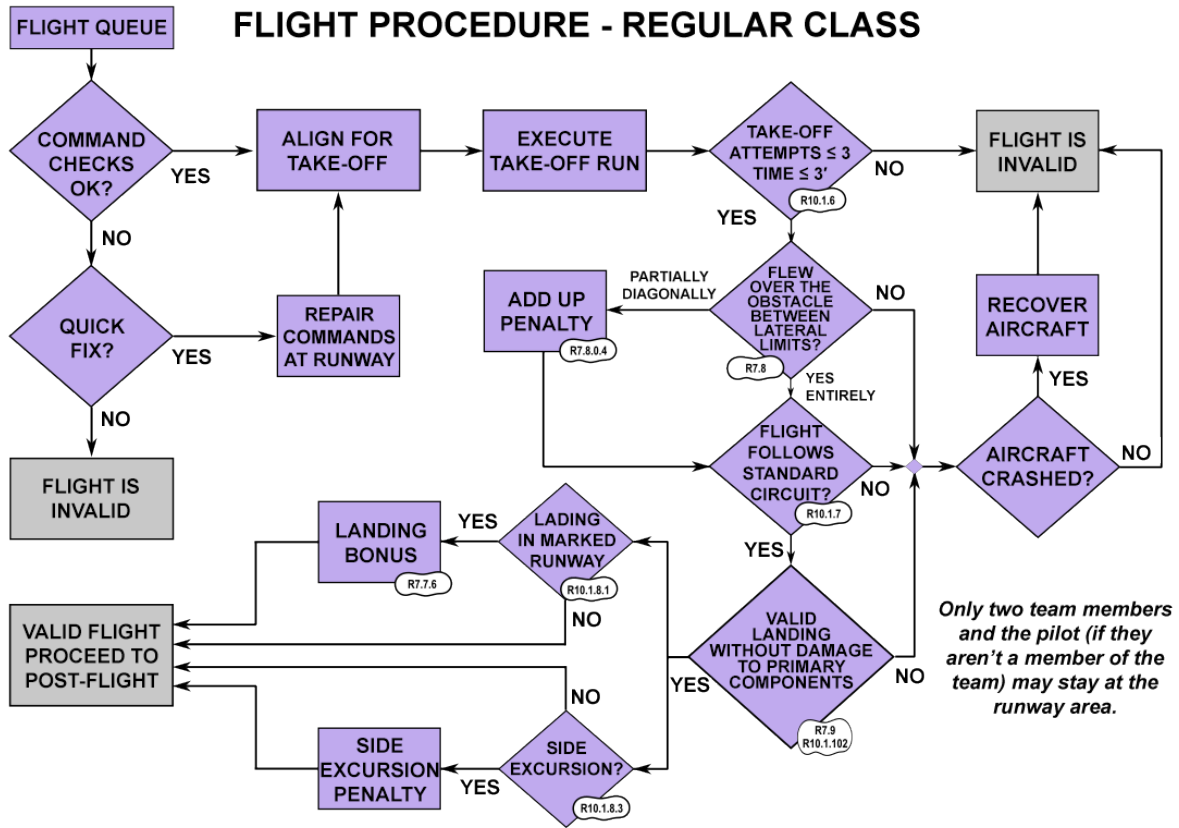 FLIGHT QUEUE
FLIGHT PROCEDURE - REGULAR CLASS
COMMAND
CHECKS
OK?
YES
NO
ALIGN FOR
TAKE-OFF
EXECUTE
TAKE-OFF RUN
TAKE-OFF
ATTEMPTS ≤ 3
TIME ≤ 3'
R10.1.6
NO
YES
FLIGHT IS
INVALID
QUICK
FIX?
YES
NO
REPAIR
COMMANDS
AT RUNWAY
FLIGHT IS
INVALID
ADD UP
PENALTY
R7.8.0.4
PARTIALLY
DIAGONALLY
FLEW
OVER THE
OBSTACLE
BETWEEN
LATERAL
LIMITS?
R7.8
NO
YES
ENTIRELY
RECOVER
AIRCRAFT
YES
FLIGHT
FOLLOWS
STANDARD
CIRCUIT?
R10.1.7
NO
YES
AIRCRAFT
CRASHED?
NO
LANDING
BONUS
R7.7.6
YES
LADING
IN MARKED
RUNWAY
R10.1.8.1
NO
VALID FLIGHT
PROCEED TO
POST-FLIGHT
VALID
LANDING
WITHOUT DAMAGE
TO PRIMARY
COMPONENTS
R7.9
R10.1.102
YES
NO
Only two team members
and the pilot (if they
aren't a member of the
team) may stay at the
runway area.
NO
SIDE
EXCURSION
PENALTY
YES
SIDE
EXCURSION?
R10.1.8.3